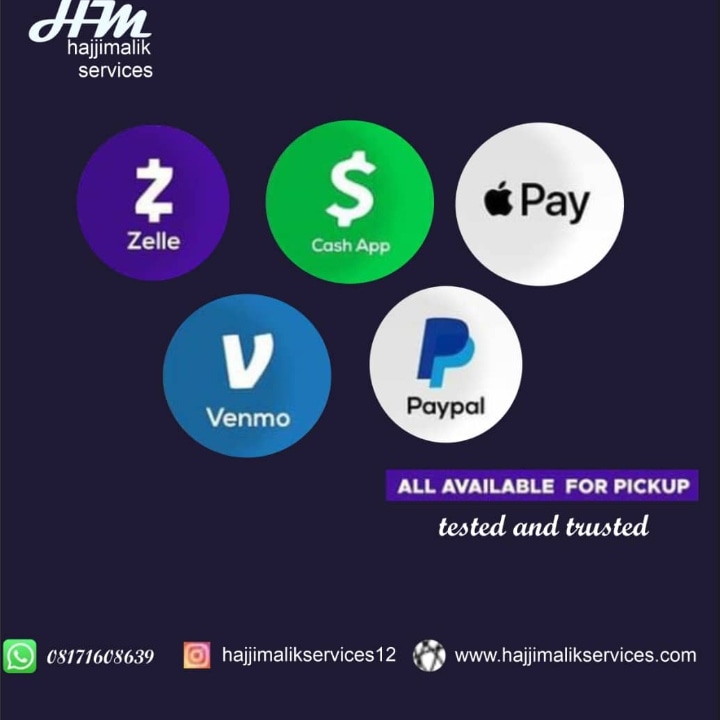 HM
hajjimalik
services
Zelle
$
Cash App
Pay
Venmo
Paypal
ALL AVAILABLE FOR PICKUP
tested and trusted
08171608639 hajjimalikservices12 www.hajjimalikservices.com